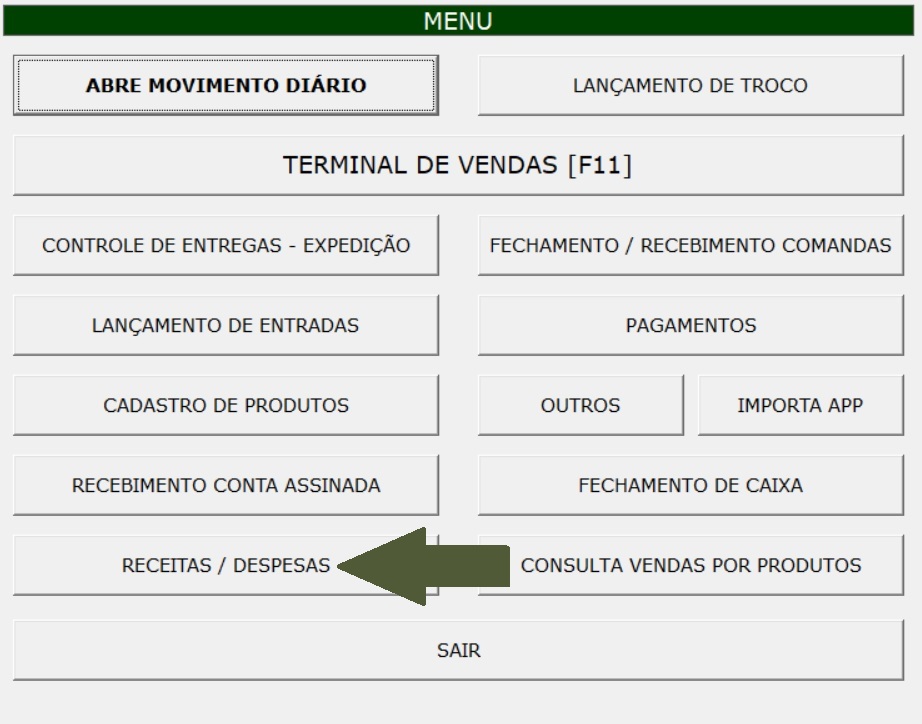 MENU
ABRE MOVIMENTO DIÁRIO
LANÇAMENTO DE TROCO
TERMINAL DE VENDAS [F11]
CONTROLE DE ENTREGAS - EXPEDIÇÃO
FECHAMENTO / RECEBIMENTO COMANDAS
LANÇAMENTO DE ENTRADAS
PAGAMENTOS
CADASTRO DE PRODUTOS
OUTROS
IMPORTA APP
RECEBIMENTO CONTA ASSINADA
FECHAMENTO DE CAIXA
RECEITAS / DESPESAS
CONSULTA VENDAS POR PRODUTOS
SAIR